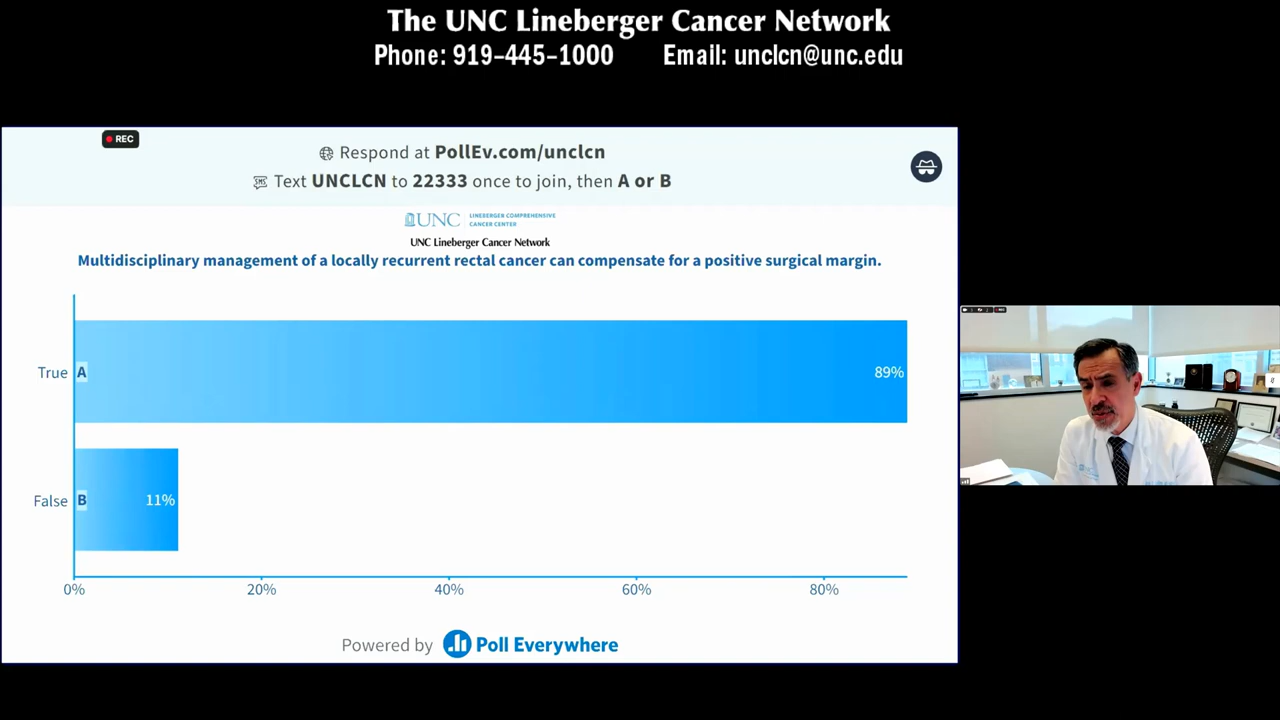 The UNC Lineberger Cancer Network
Phone: 919-445-1000 Email: unclcn@unc.edu
REC
Respond at PollEv.com/unclcn
Text UNCLCN to 22333 once to join, then A or B
UNC LINEBERGER COMPREHENSIVE
CANCER CENTER
UNC Lineberger Cancer Network
Multidisciplinary management of a locally recurrent rectal cancer can compensate for a positive surgical margin.
True A 89%
False B 11%
0% 20% 40% 60% 80%
Powered by Poll Everywhere